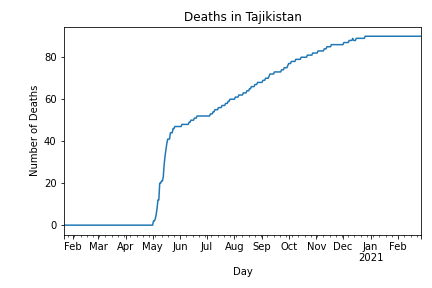 Deaths in Tajikistan
Number of Deaths
80
60
40
20
0
Feb Mar Apr May Jun Jul Aug Sep Oct Nov Dec Jan Feb
2021
Day